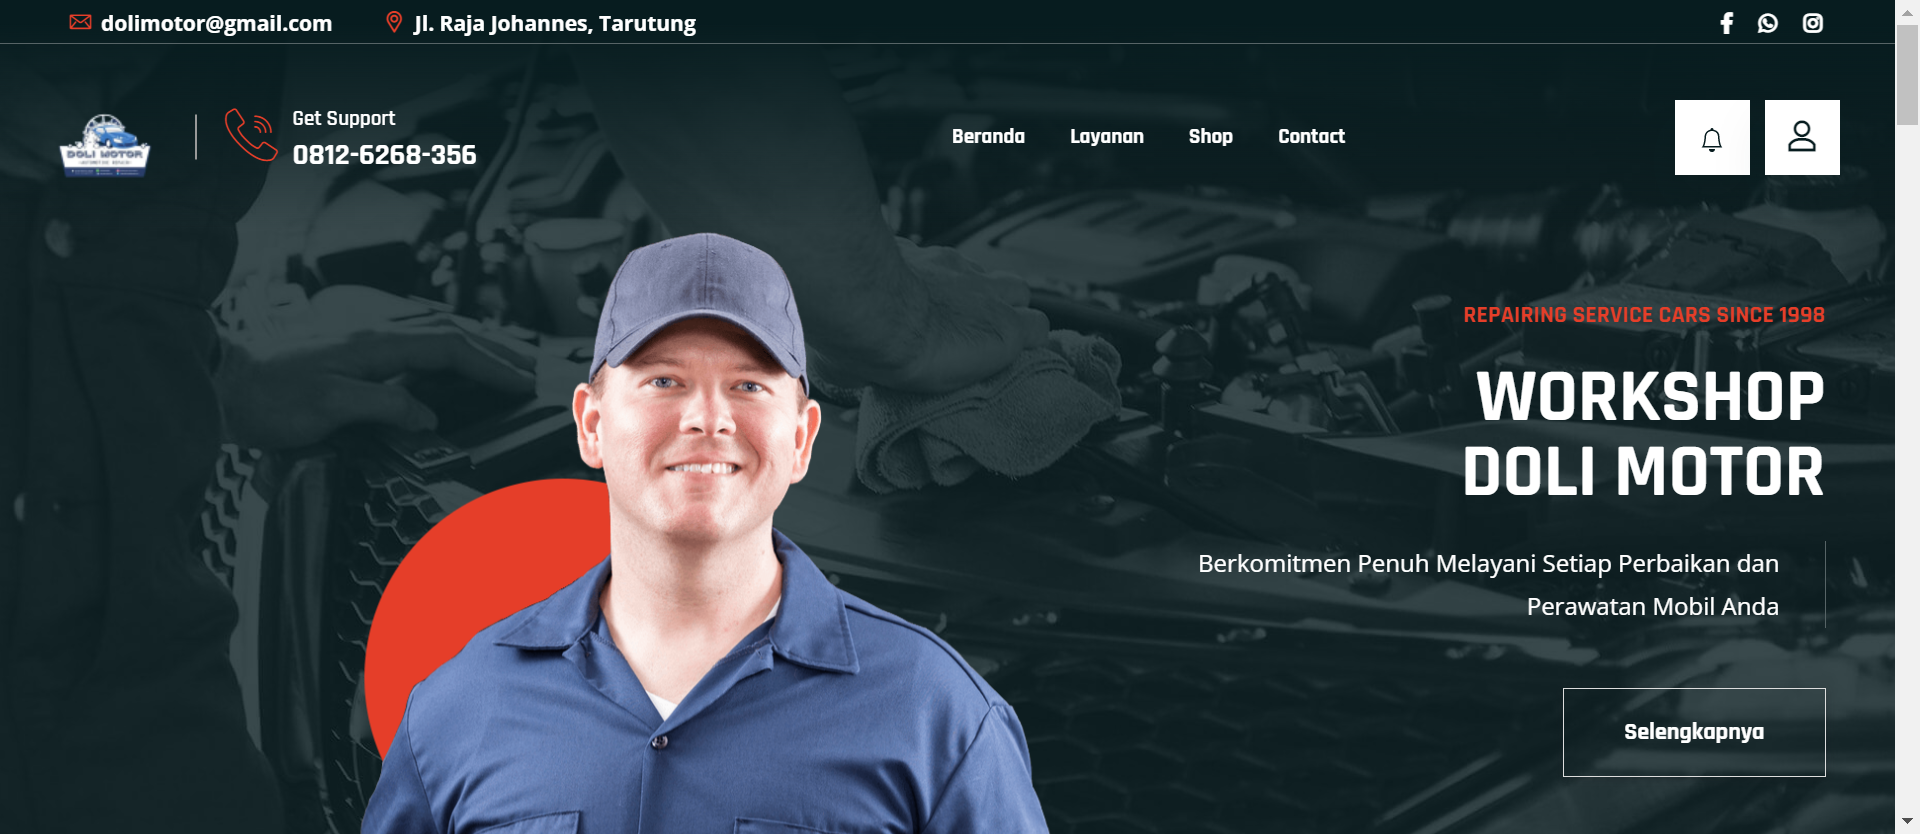 dolimotor@gmail.com
Jl. Raja Johannes, Tarutung
DOLI MOTOR
Get Support
0812-6268-356
Beranda
Layanan
Shop
Contact
REPAIRING SERVICE CARS SINCE 1998
WORKSHOP
DOLI MOTOR
Berkomitmen Penuh Melayani Setiap Perbaikan dan
Perawatan Mobil Anda
Selengkapnya